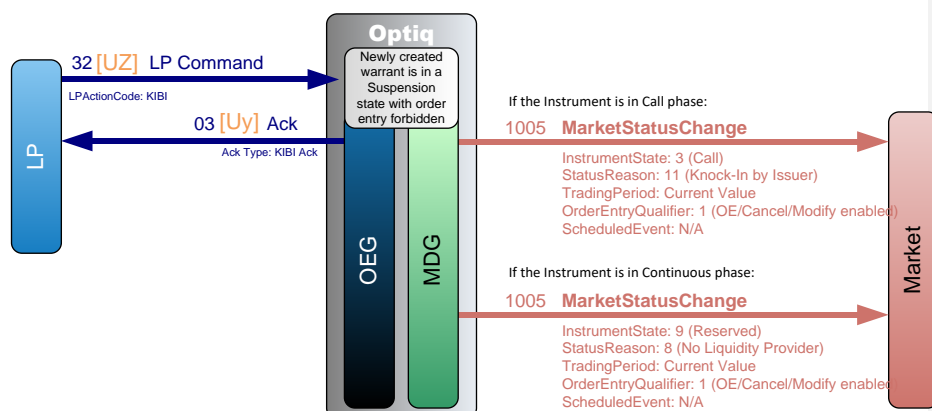 Optiq
Newly created
warrant is in a
Suspension
state with order
entry forbidden
32 [UZ] LP Command
LPActionCode: KIBI
03 [Uy] Ack
Ack Type: KIBI Ack
LP
OEG
MDG
If the Instrument is in Call phase:
1005 MarketStatusChange
InstrumentState: 3 (Call)
StatusReason: 11 (Knock-In by Issuer)
TradingPeriod: Current Value
OrderEntryQualifier: 1 (OE/Cancel/Modify enabled)
ScheduledEvent: N/A
If the Instrument is in Continuous phase:
1005 MarketStatusChange
InstrumentState: 9 (Reserved)
StatusReason: 8 (No Liquidity Provider)
TradingPeriod: Current Value
OrderEntryQualifier: 1 (OE/Cancel/Modify enabled)
ScheduledEvent: N/A
Market